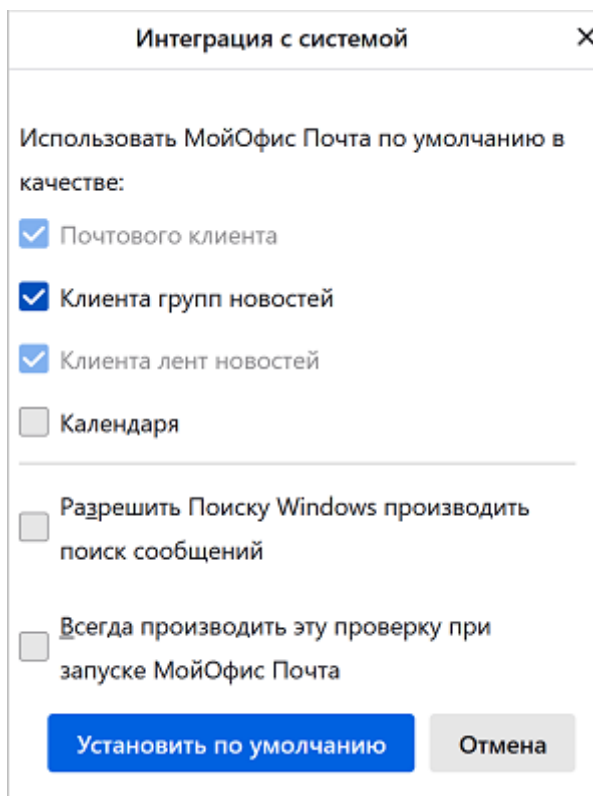 Интеграция с системой
Использовать МойОфис Почта по умолчанию в
качестве:
Почтового клиента
Клиента групп новостей
Клиента лент новостей
Календаря
Разрешить Поиску Windows производить
поиск сообщений
Всегда производить эту проверку при
запуске МойОфис Почта
Установить по умолчанию
Отмена